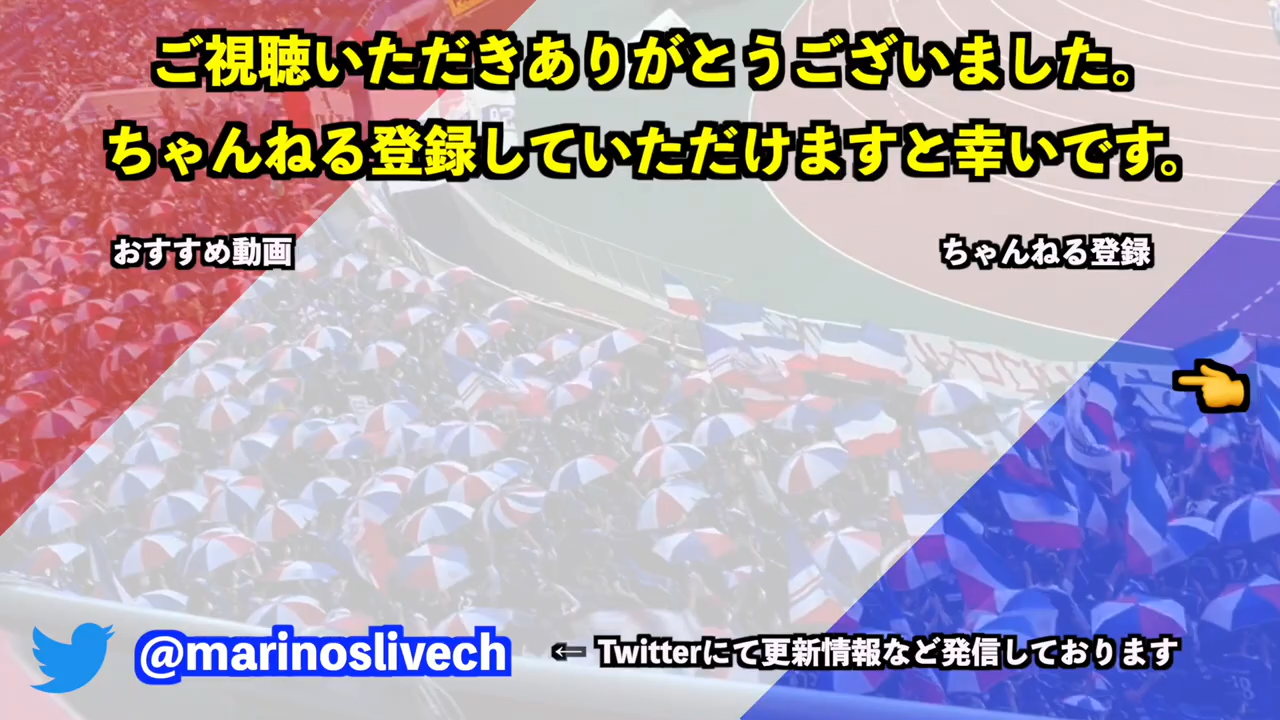 ご視聴いただきありがとうございました。
ちゃんねる登録していただけますと幸いです。
おすすめ動画
ちゃんねる登録
@marinoslivech
⇐ Twitterにて更新情報など発信しております